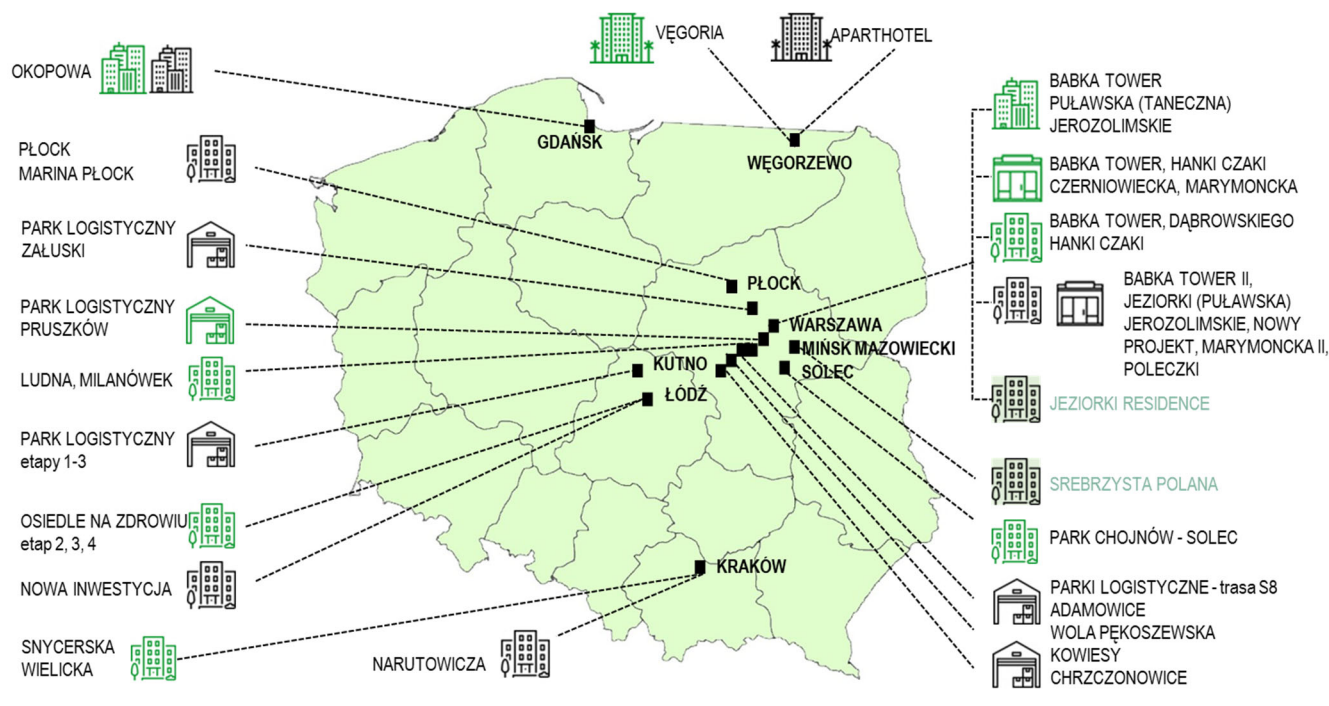 VĘGORIA
APARTHOTEL
OKOPOWA
PŁOCK
MARINA PŁOCK
PARK LOGISTYCZNY
ZAŁUSKI
PARK LOGISTYCZNY
PRUSZKÓW
LUDNA, MILANÓWEK
PARK LOGISTYCZNY
etapy 1-3
OSIEDLE NA ZDROWIU
etap 2, 3, 4
NOWA INWESTYCJA
SNYCERSKA
WIELICKA
NARUTOWICZA
GDAŃSK
WĘGORZEWO
PŁOCK
WARSZAWA
MIŃSK MAZOWIECKI
KUTNO
SOLEC
ŁÓDŹ
KRAKÓW
BABKA TOWER
PUŁAWSKA (TANECZNA)
JEROZOLIMSKIE
BABKA TOWER, HANKI CZAKI
CZERNIOWIECKA, MARYMONCKA
BABKA TOWER, DĄBROWSKIEGO
HANKI CZAKI
BABKA TOWER II,
JEZIORKI (PUŁAWSKA)
JEROZOLIMSKIE, NOWY
PROJEKT, MARYMONCKA II,
POLECZKI
JEZIORKI RESIDENCE
SREBRZYSTA POLANA
PARK CHOJNÓW - SOLEC
PARKI LOGISTYCZNE - trasa S8
ADAMOWICE
WOLA PĘKOSZEWSKA
KOWIESY
CHRZCZONOWICE